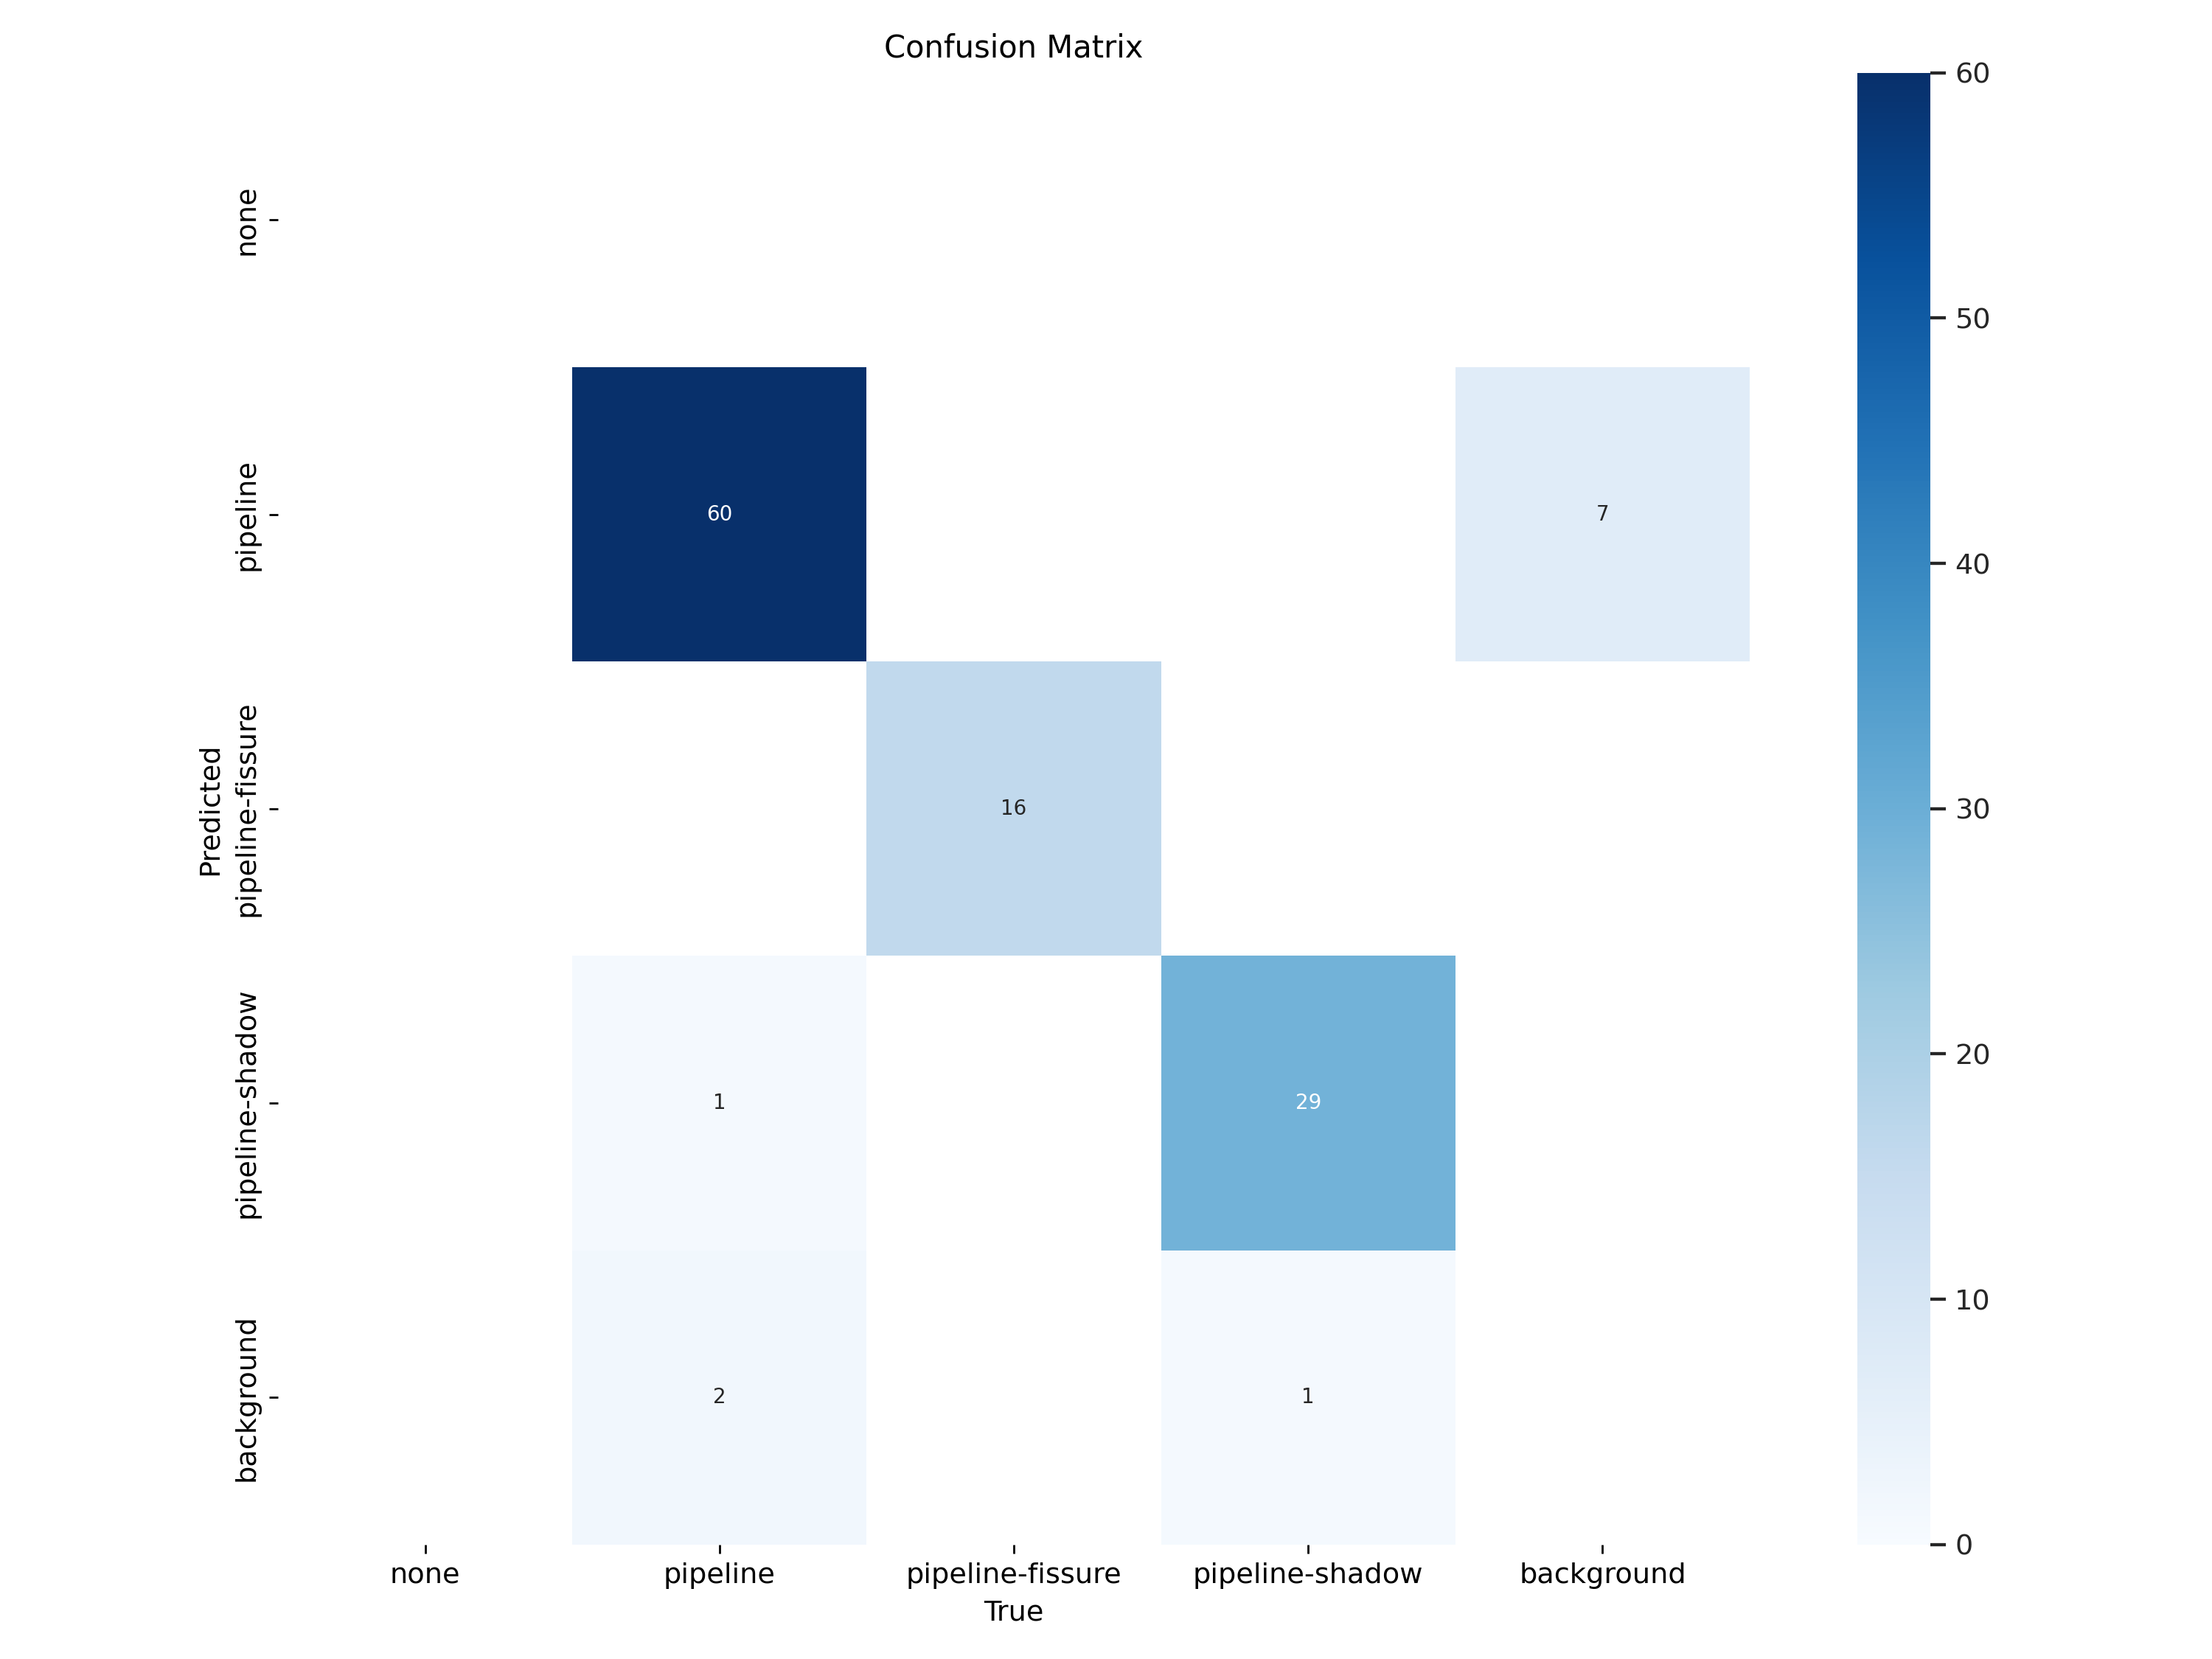 Confusion Matrix
none
pipeline
pipeline-fissure
pipeline-shadow
background
Predicted
60
7
16
1
29
2
1
none
pipeline
pipeline-fissure
pipeline-shadow
background
True
60
50
40
30
20
10
0